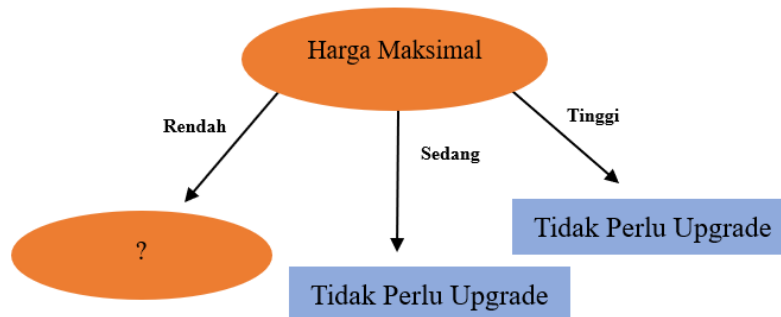 Harga Maksimal
Rendah
Sedang
Tinggi
?
Tidak Perlu Upgrade
Tidak Perlu Upgrade